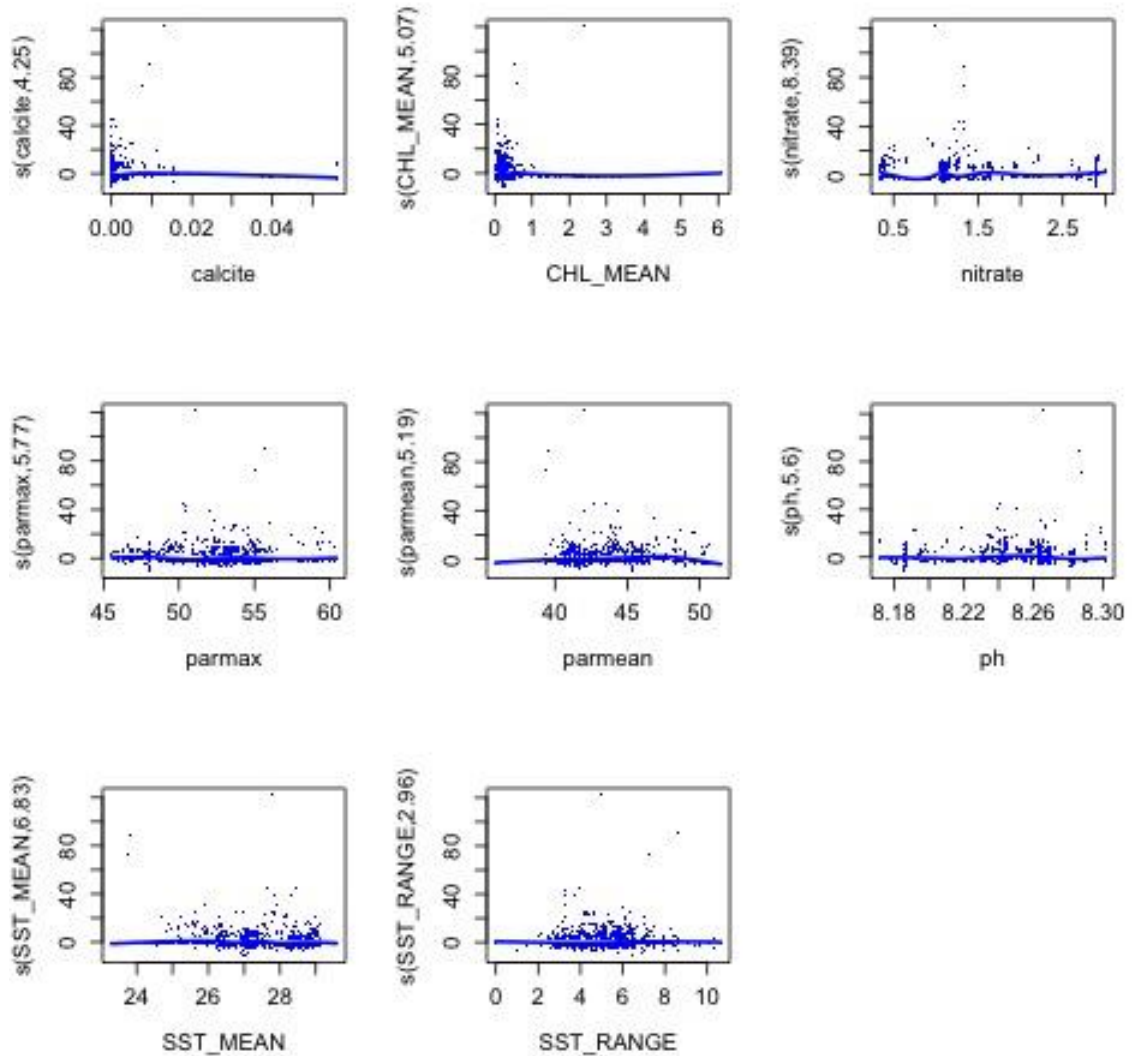 s(calcite,4.25)
0 40 80
0.00 0.02 0.04
calcite
s(CHL_MEAN,5.07)
0 40 80
0 1 2 3 4 5 6
CHL_MEAN
s(nitrate,8.39)
0 40 80
0.5 1.5 2.5
nitrate
s(parmax,5.77)
0 40 80
45 50 55 60
parmax
s(parmean,5.19)
0 40 80
40 45 50
parmean
s(ph,5.6)
0 40 80
8.18 8.22 8.26 8.30
ph
s(SST_MEAN,6.83)
0 40 80
24 26 28
SST_MEAN
s(SST_RANGE,2.96)
0 40 80
0 2 4 6 8 10
SST_RANGE